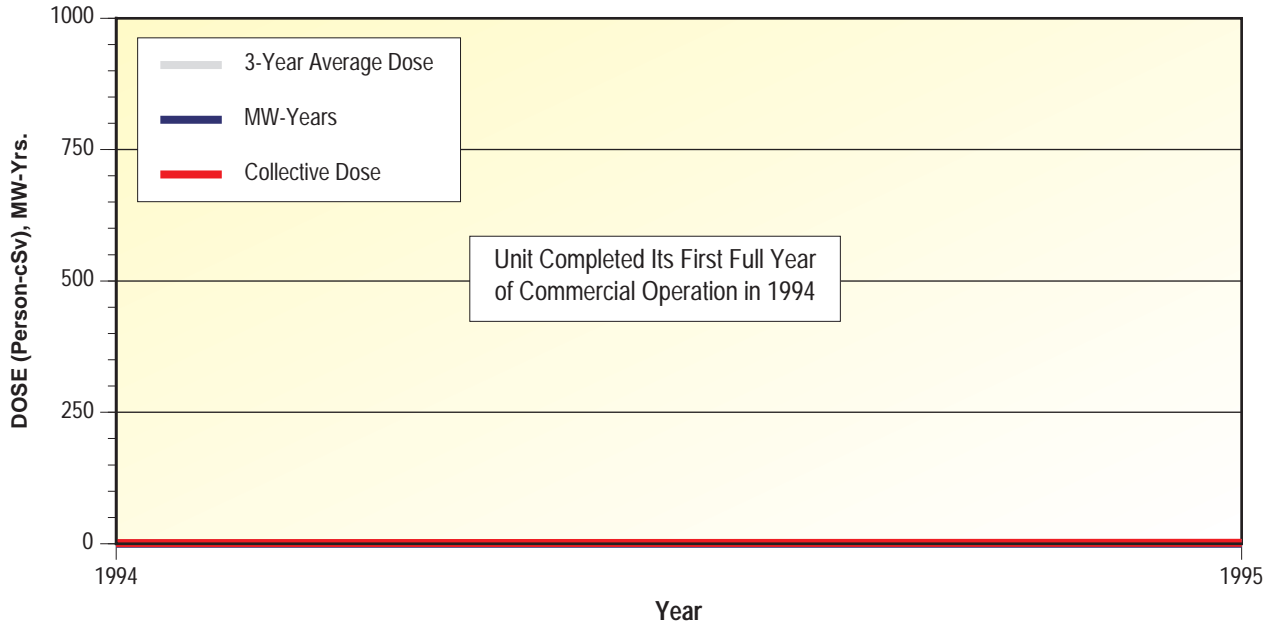 1000
750
500
250
0
DOSE (Person-cSv), MW-Yrs.
3-Year Average Dose
MW-Years
Collective Dose
Unit Completed Its First Full Year
of Commercial Operation in 1994
1994
1995
Year